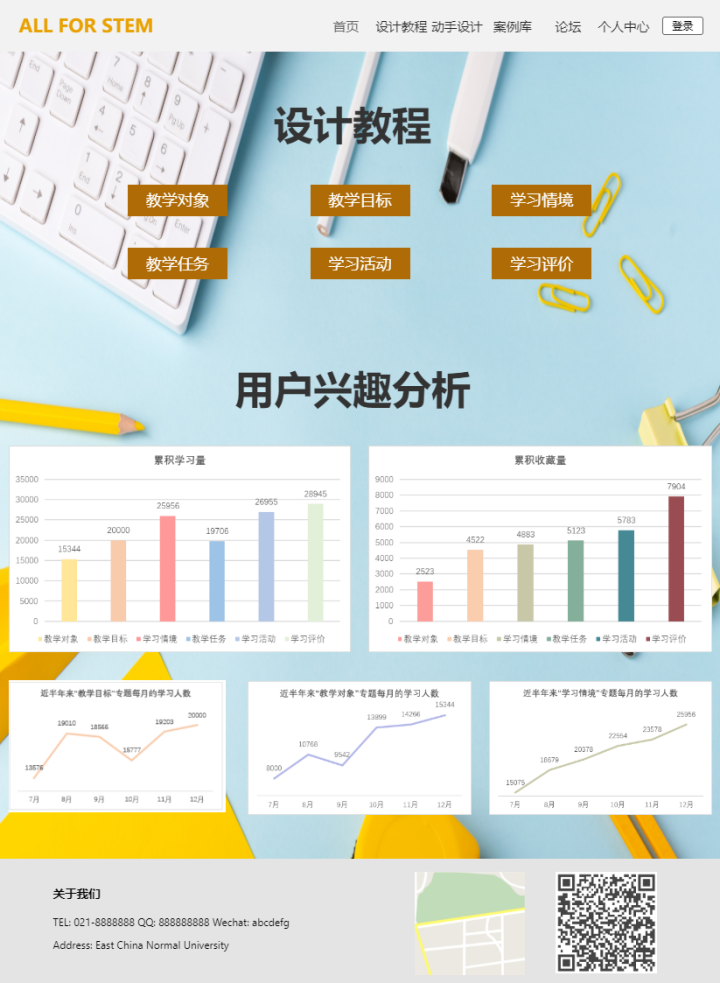 ALL FOR STEM
首页 设计教程 动手设计 案例库 论坛 个人中心 登录
设计教程
教学对象 教学目标 学习情境
教学任务 学习活动 学习评价
用户兴趣分析
累积学习量
35000
30000
25000
20000
15000
10000
5000
0
15344 20000 25956 19706 26955 28945
教学对象 教学目标 学习情境 教学任务 学习活动 学习评价
累积收藏量
9000
8000
7000
6000
5000
4000
3000
2000
1000
0
2523 4522 4883 5123 5783 7904
教学对象 教学目标 学习情境 教学任务 学习活动 学习评价
近半年来“教学目标”专题每月的学习人数
13576 19010 18566 15777 19203 20000
7月 8月 9月 10月 11月 12月
近半年来“教学对象”专题每月的学习人数
8000 10768 9542 13899 14266 15344
7月 8月 9月 10月 11月 12月
近半年来“学习情境”专题每月的学习人数
15075 18679 20378 22554 23578 25956
7月 8月 9月 10月 11月 12月
关于我们
TEL: 021-8888888 QQ: 888888888 Wechat: abcdefg
Address: East China Normal University